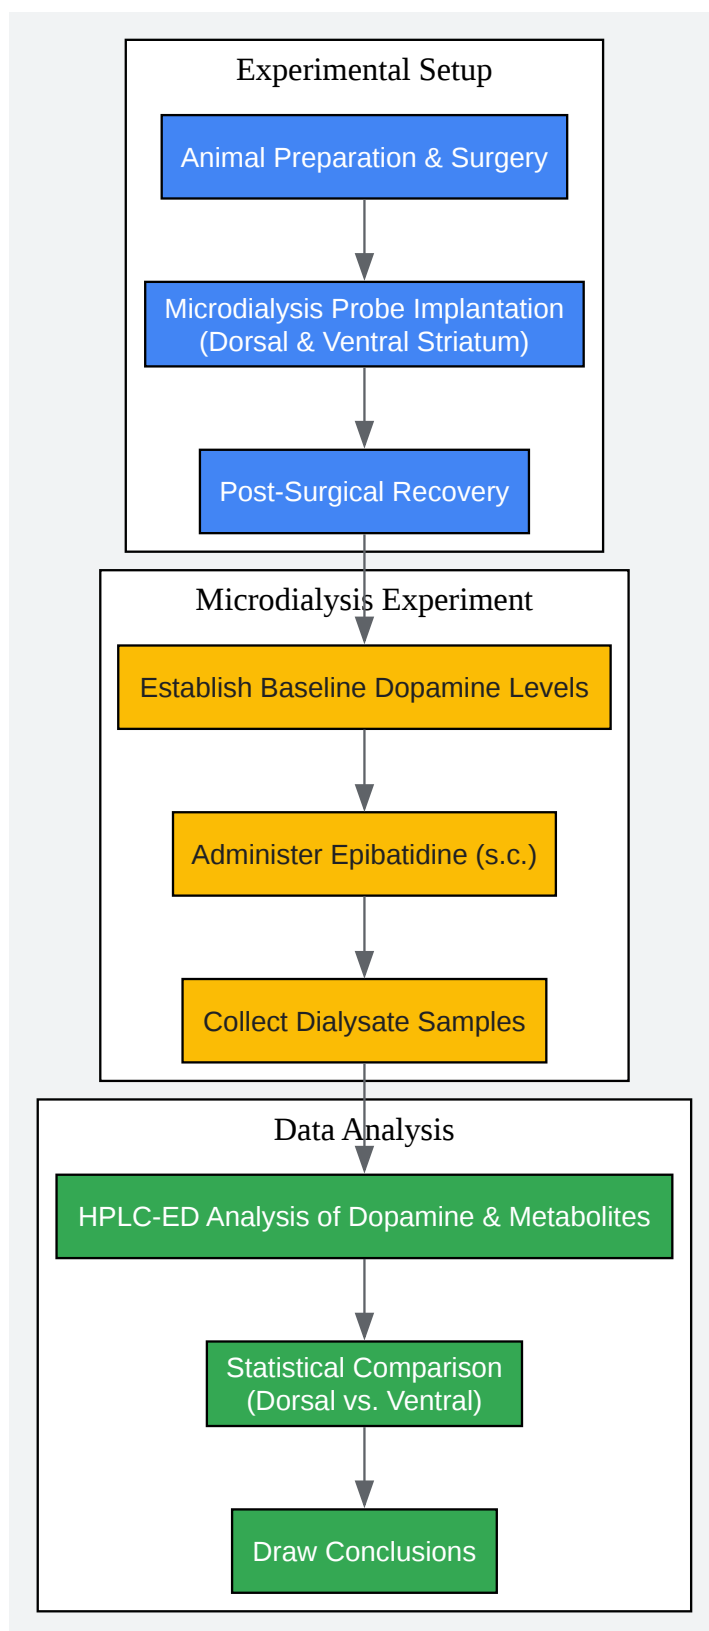 Experimental Setup
Animal Preparation & Surgery
Microdialysis Probe Implantation
(Dorsal & Ventral Striatum)
Post-Surgical Recovery
Microdialysis Experiment
Establish Baseline Dopamine Levels
Administer Epibatidine (s.c.)
Collect Dialysate Samples
Data Analysis
HPLC-ED Analysis of Dopamine & Metabolites
Statistical Comparison
(Dorsal vs. Ventral)
Draw Conclusions